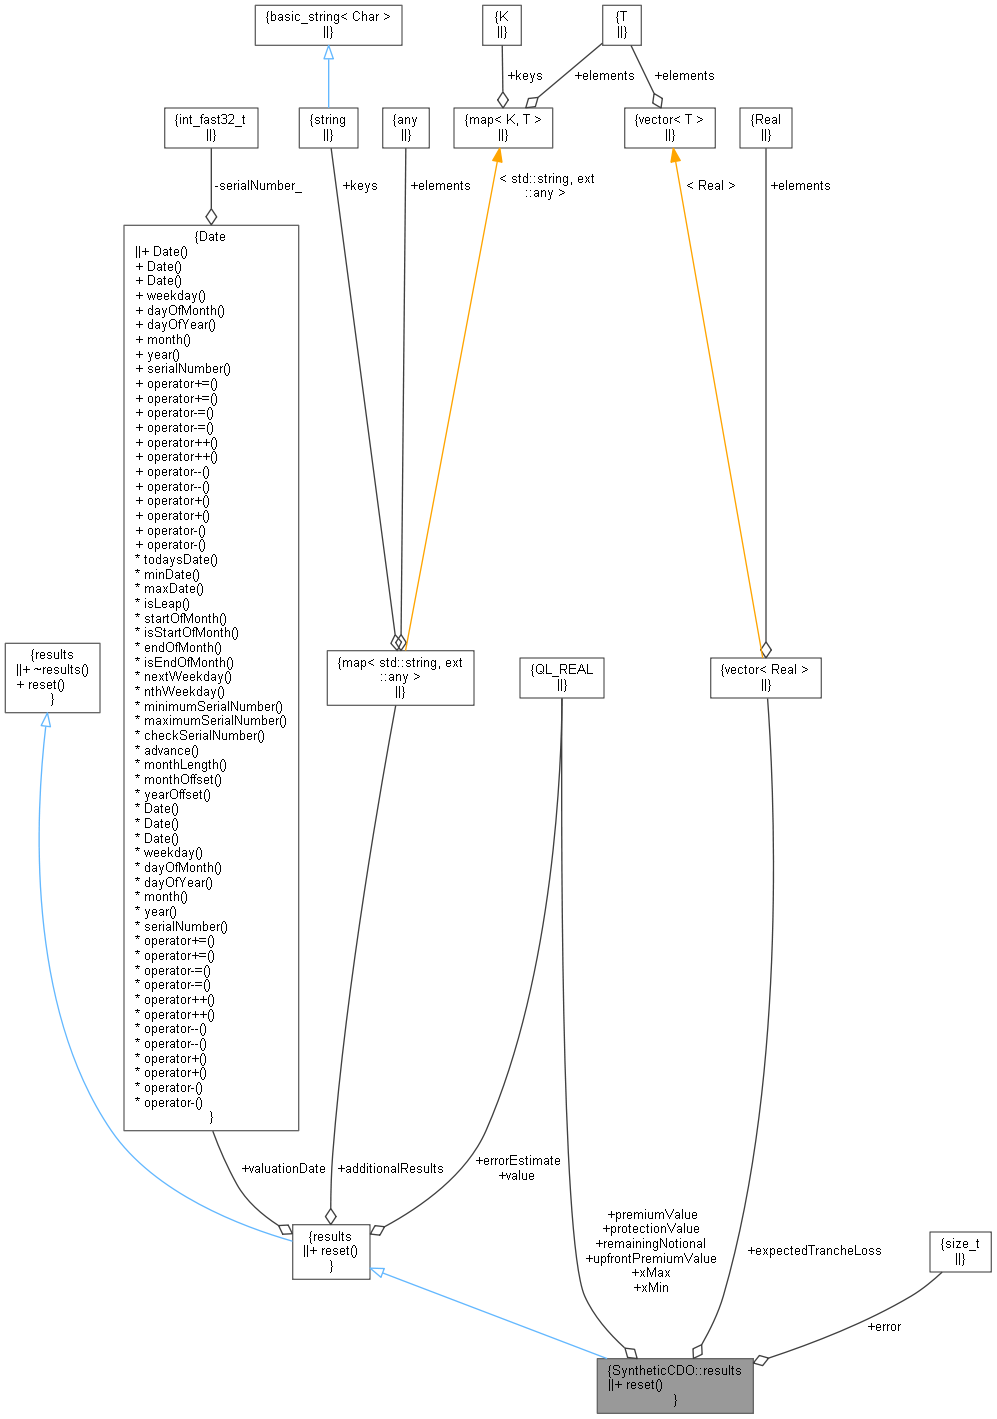 {basic_string< Char >
||}
{K
||}
{T
||}
+keys
+elements
+elements
{int_fast32_t
||}
{string
||}
{any
||}
{map< K, T >
||}
{vector< T >
||}
{Real
||}
-serialNumber_
+keys
+elements
< std::string, ext
::any >
< Real >
+elements
{Date
||+ Date()
+ Date()
+ Date()
+ weekday()
+ dayOfMonth()
+ dayOfYear()
+ month()
+ year()
+ serialNumber()
+ operator+=()
+ operator+=()
+ operator-=()
+ operator-=()
+ operator++()
+ operator++()
+ operator--()
+ operator--()
+ operator+()
+ operator+()
+ operator-()
+ operator-()
* todaysDate()
* minDate()
* maxDate()
* isLeap()
* startOfMonth()
* isStartOfMonth()
* endOfMonth()
* isEndOfMonth()
* nextWeekday()
* nthWeekday()
* minimumSerialNumber()
* maximumSerialNumber()
* checkSerialNumber()
* advance()
* monthLength()
* monthOffset()
* yearOffset()
* Date()
* Date()
* Date()
* weekday()
* dayOfMonth()
* dayOfYear()
* month()
* year()
* serialNumber()
* operator+=()
* operator+=()
* operator-=()
* operator-=()
* operator++()
* operator++()
* operator--()
* operator--()
* operator+()
* operator+()
* operator-()
* operator-()
}
{results
||+ ~results()
+ reset()
}
{map< std::string, ext
::any >
||}
{QL_REAL
||}
{vector< Real >
||}
+valuationDate
+additionalResults
+errorEstimate
+value
{results
||+ reset()
}
+premiumValue
+protectionValue
+remainingNotional
+upfrontPremiumValue
+xMax
+xMin
+expectedTrancheLoss
{size_t
||}
+error
{SyntheticCDO::results
||+ reset()
}